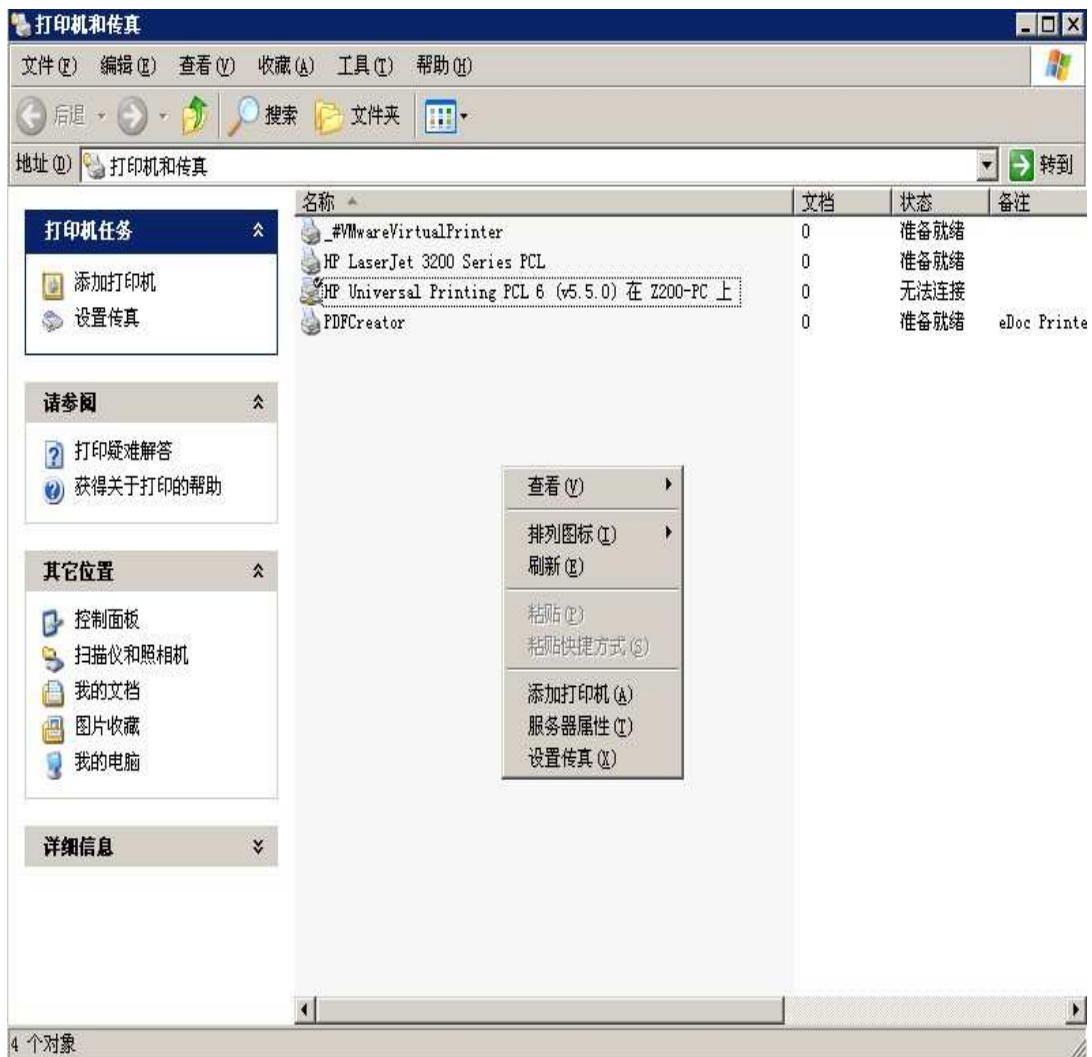 打印机和传真
文件(F) 编辑(E) 查看(V) 收藏(A) 工具(T) 帮助(H)
后退 搜索 文件夹
地址(D) 打印机和传真 转到
打印机任务
添加打印机
设置传真
请参阅
打印疑难解答
获得关于打印的帮助
其它位置
控制面板
扫描仪和照相机
我的文档
图片收藏
我的电脑
详细信息
名称 文档 状态 备注
_#VMwareVirtualPrinter 0 准备就绪
HP LaserJet 3200 Series PCL 0 准备就绪
HP Universal Printing PCL 6 (v5.5.0) 在 Z200-PC 上 0 无法连接
PDFCreator 0 准备就绪 eDoc Printe
查看(V)
排列图标(I)
刷新(E)
粘贴(P)
粘贴快捷方式(S)
添加打印机(A)
服务器属性(T)
设置传真(X)
4 个对象